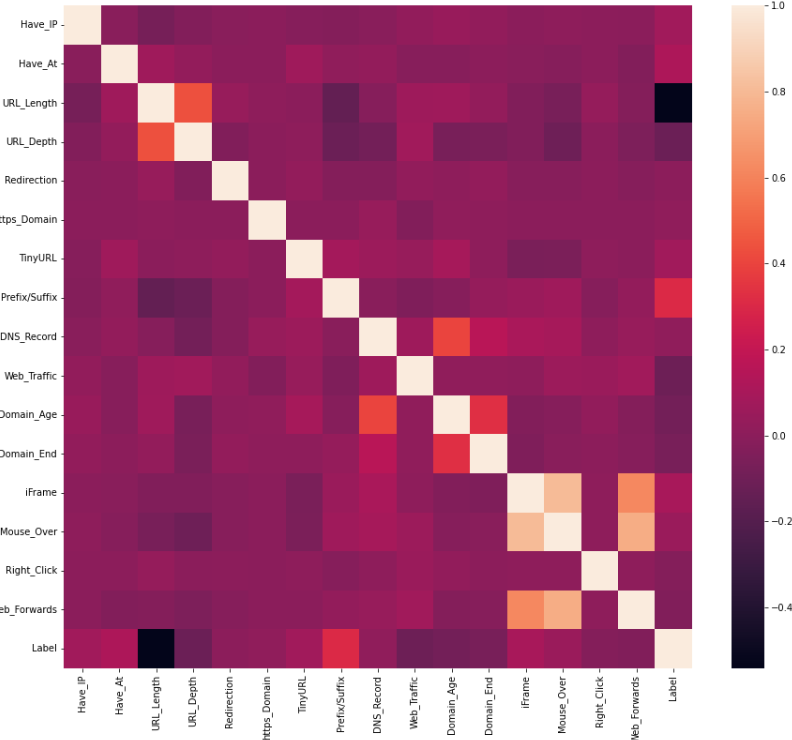 Have_IP
Have_At
URL_Length
URL_Depth
Redirection
ttps_Domain
TinyURL
Prefix/Suffix
DNS_Record
Web_Traffic
Domain_Age
Domain_End
iFrame
Mouse_Over
Right_Click
eb_Forwards
Label
Have_IP
Have_At
URL_Length
URL_Depth
Redirection
https_Domain
TinyURL
Prefix/Suffix
DNS_Record
Web_Traffic
Domain_Age
Domain_End
iFrame
Mouse_Over
Right_Click
Web_Forwards
Label
1.0
0.8
0.6
0.4
0.2
0.0
−0.2
−0.4